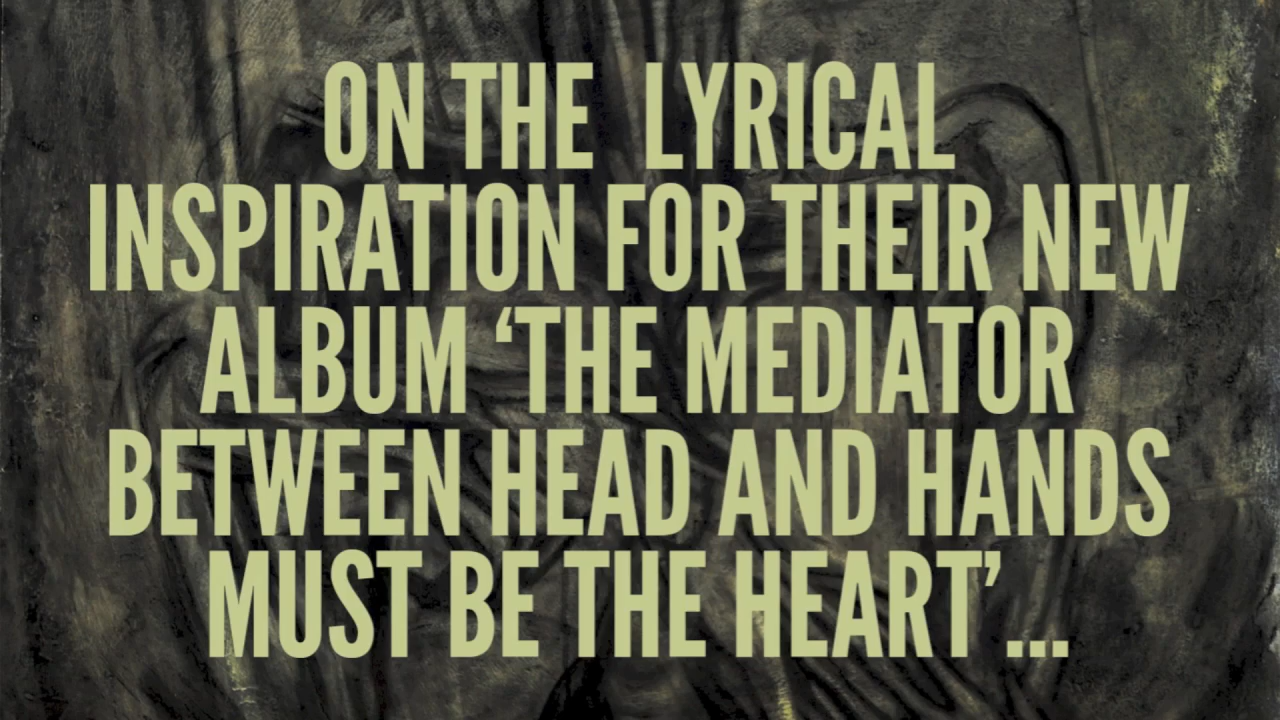 ON THE LYRICAL
INSPIRATION FOR THEIR NEW
ALBUM ‘THE MEDIATOR
BETWEEN HEAD AND HANDS
MUST BE THE HEART’...